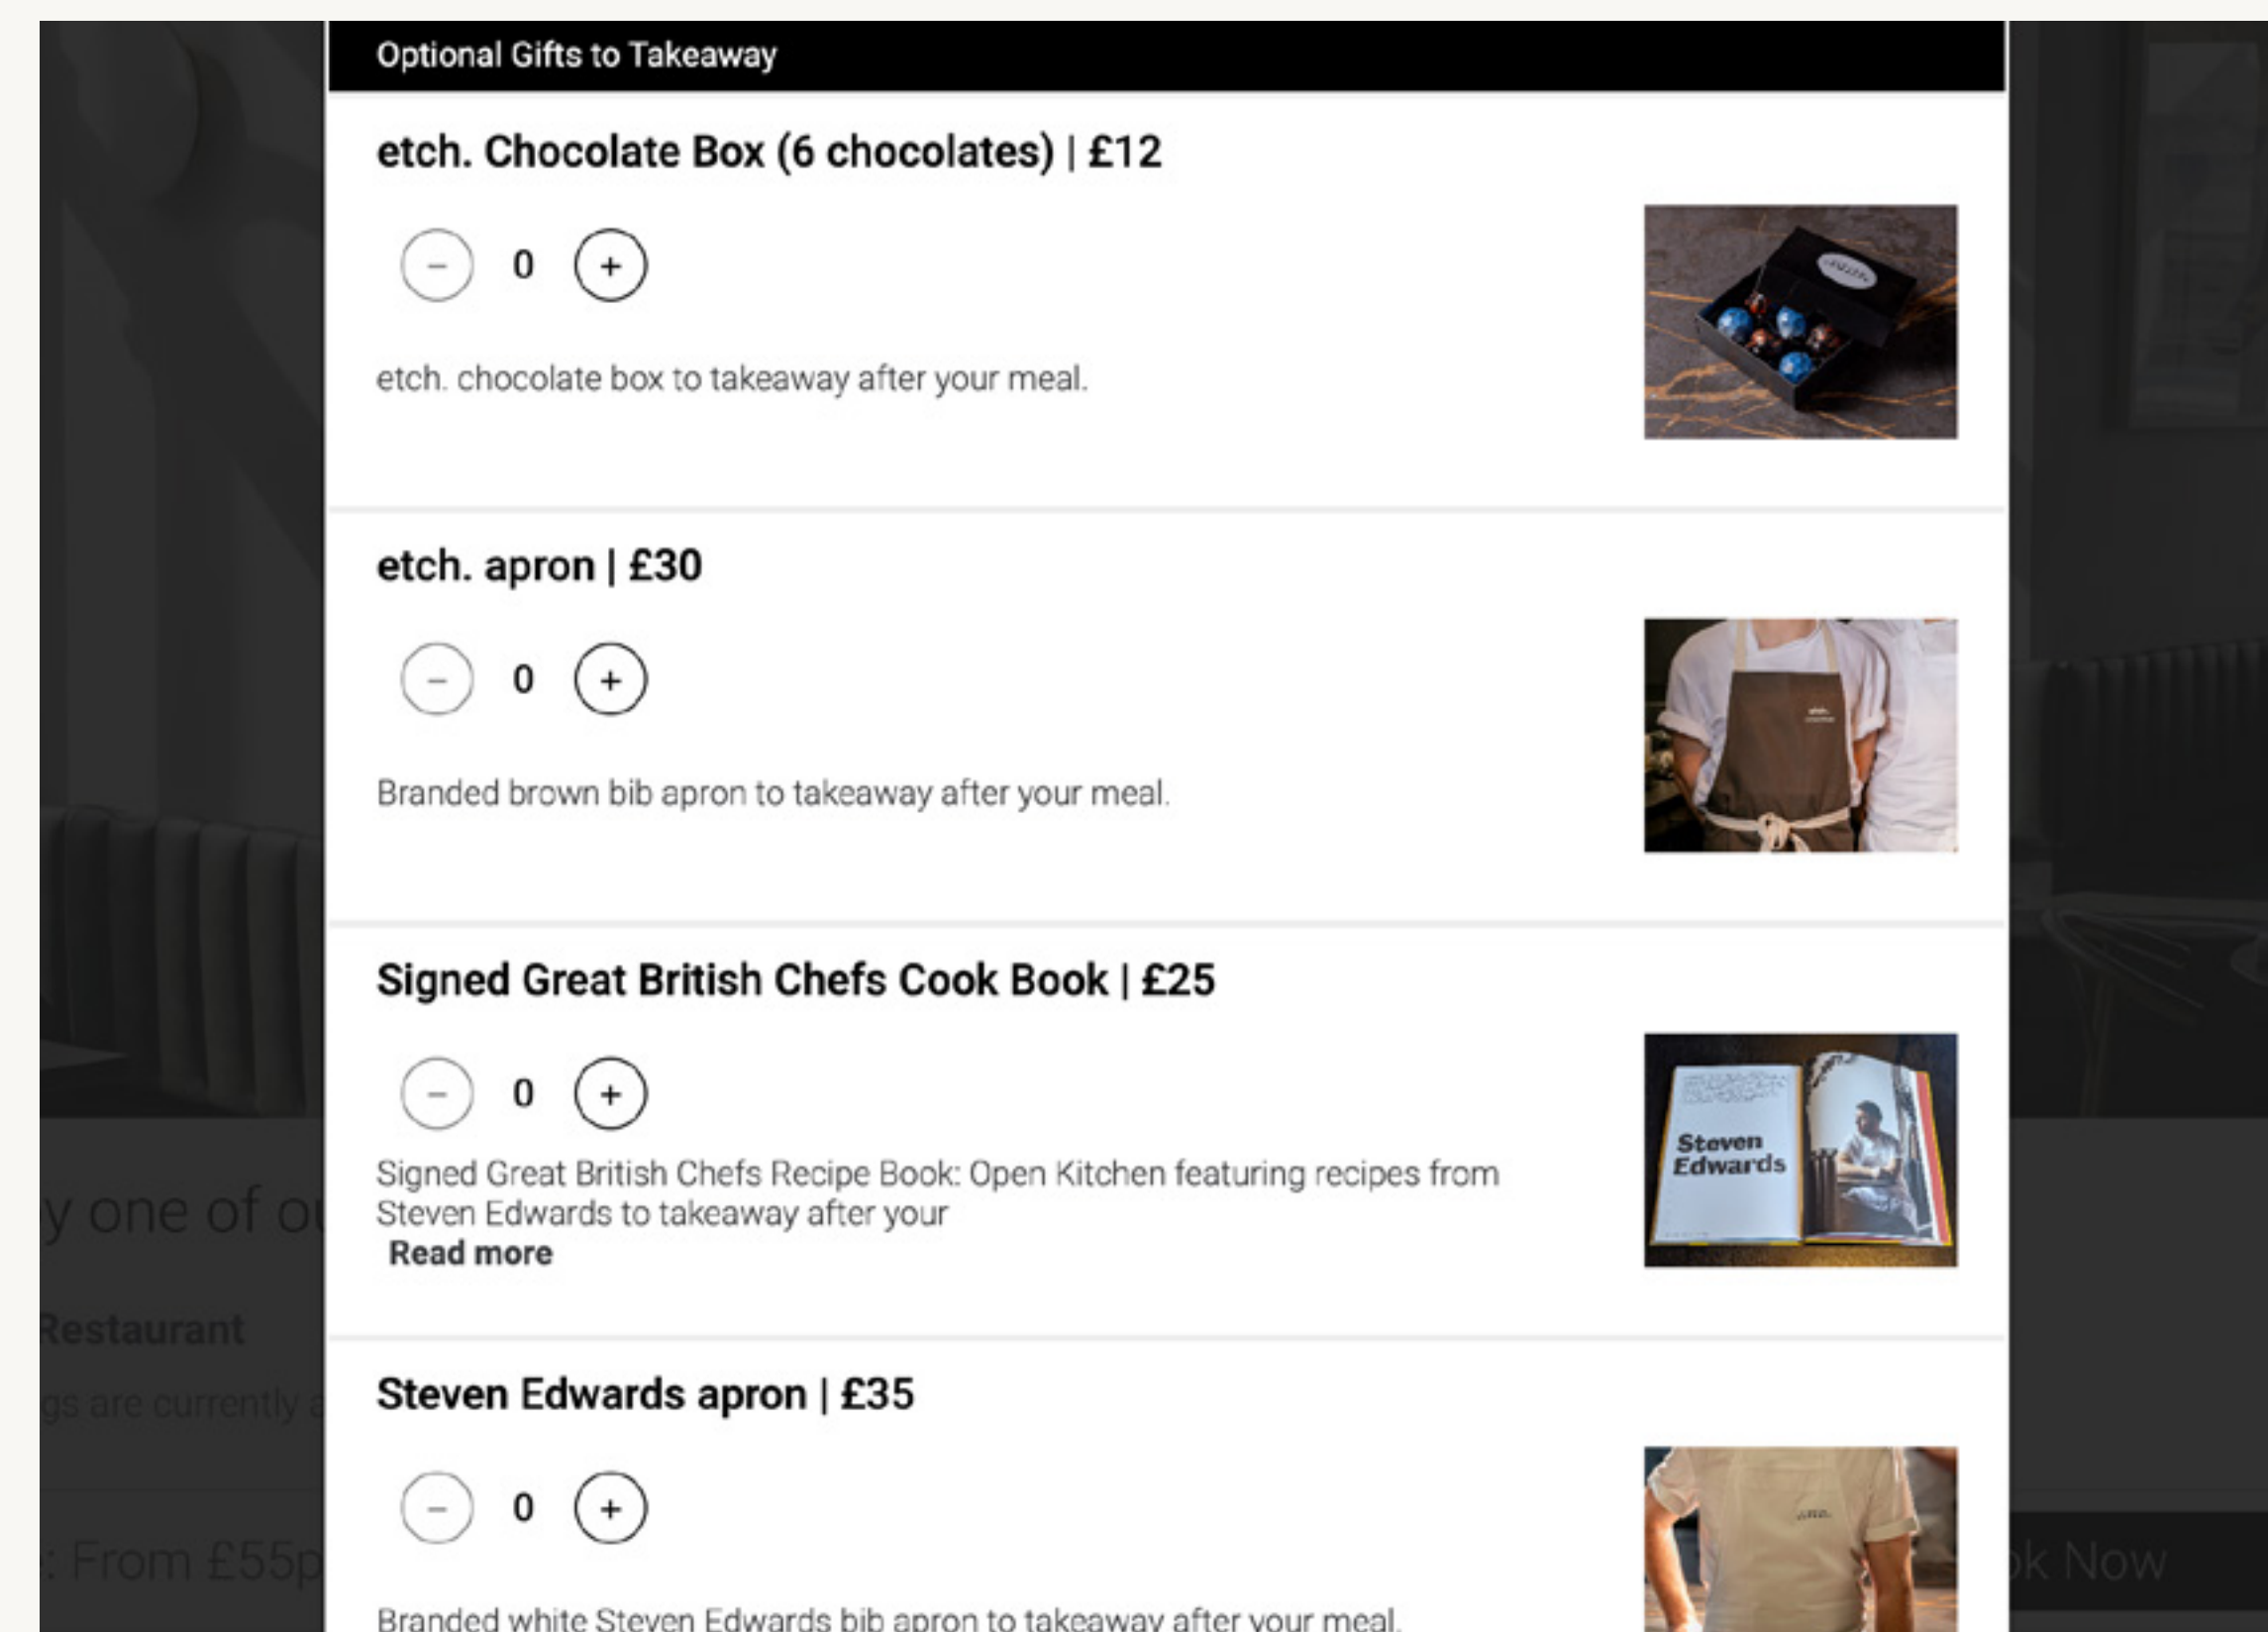 Optional Gifts to Takeaway
etch. Chocolate Box (6 chocolates) | £12
− 0 +
etch. chocolate box to takeaway after your meal.
etch. apron | £30
− 0 +
Branded brown bib apron to takeaway after your meal.
Signed Great British Chefs Cook Book | £25
− 0 +
Signed Great British Chefs Recipe Book: Open Kitchen featuring recipes from
Steven Edwards to takeaway after your
Read more
Steven
Edwards
Steven Edwards apron | £35
− 0 +
Branded white Steven Edwards bib apron to takeaway after your meal.
y one of
Restaurant
gs are currently
: From £55p
ok Now